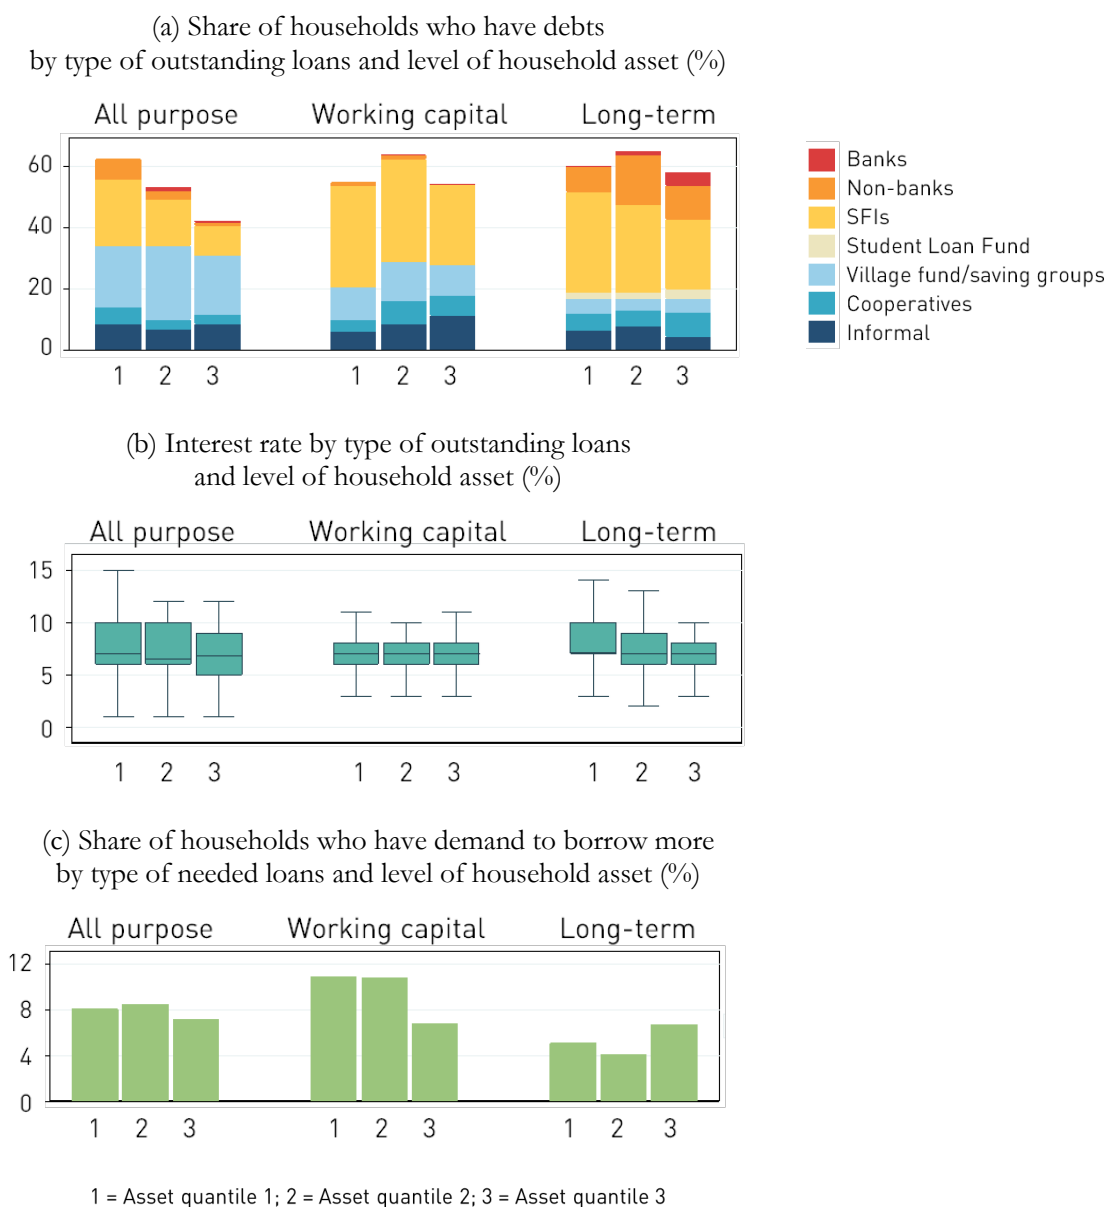 (a) Share of households who have debts
by type of outstanding loans and level of household asset (%)
All purpose Working capital Long-term
60
40
20
0
1 2 3 1 2 3 1 2 3
Banks
Non-banks
SFIs
Student Loan Fund
Village fund/saving groups
Cooperatives
Informal
(b) Interest rate by type of outstanding loans
and level of household asset (%)
All purpose Working capital Long-term
15
10
5
0
1 2 3 1 2 3 1 2 3
(c) Share of households who have demand to borrow more
by type of needed loans and level of household asset (%)
All purpose Working capital Long-term
12
8
4
0
1 2 3 1 2 3 1 2 3
1 = Asset quantile 1; 2 = Asset quantile 2; 3 = Asset quantile 3